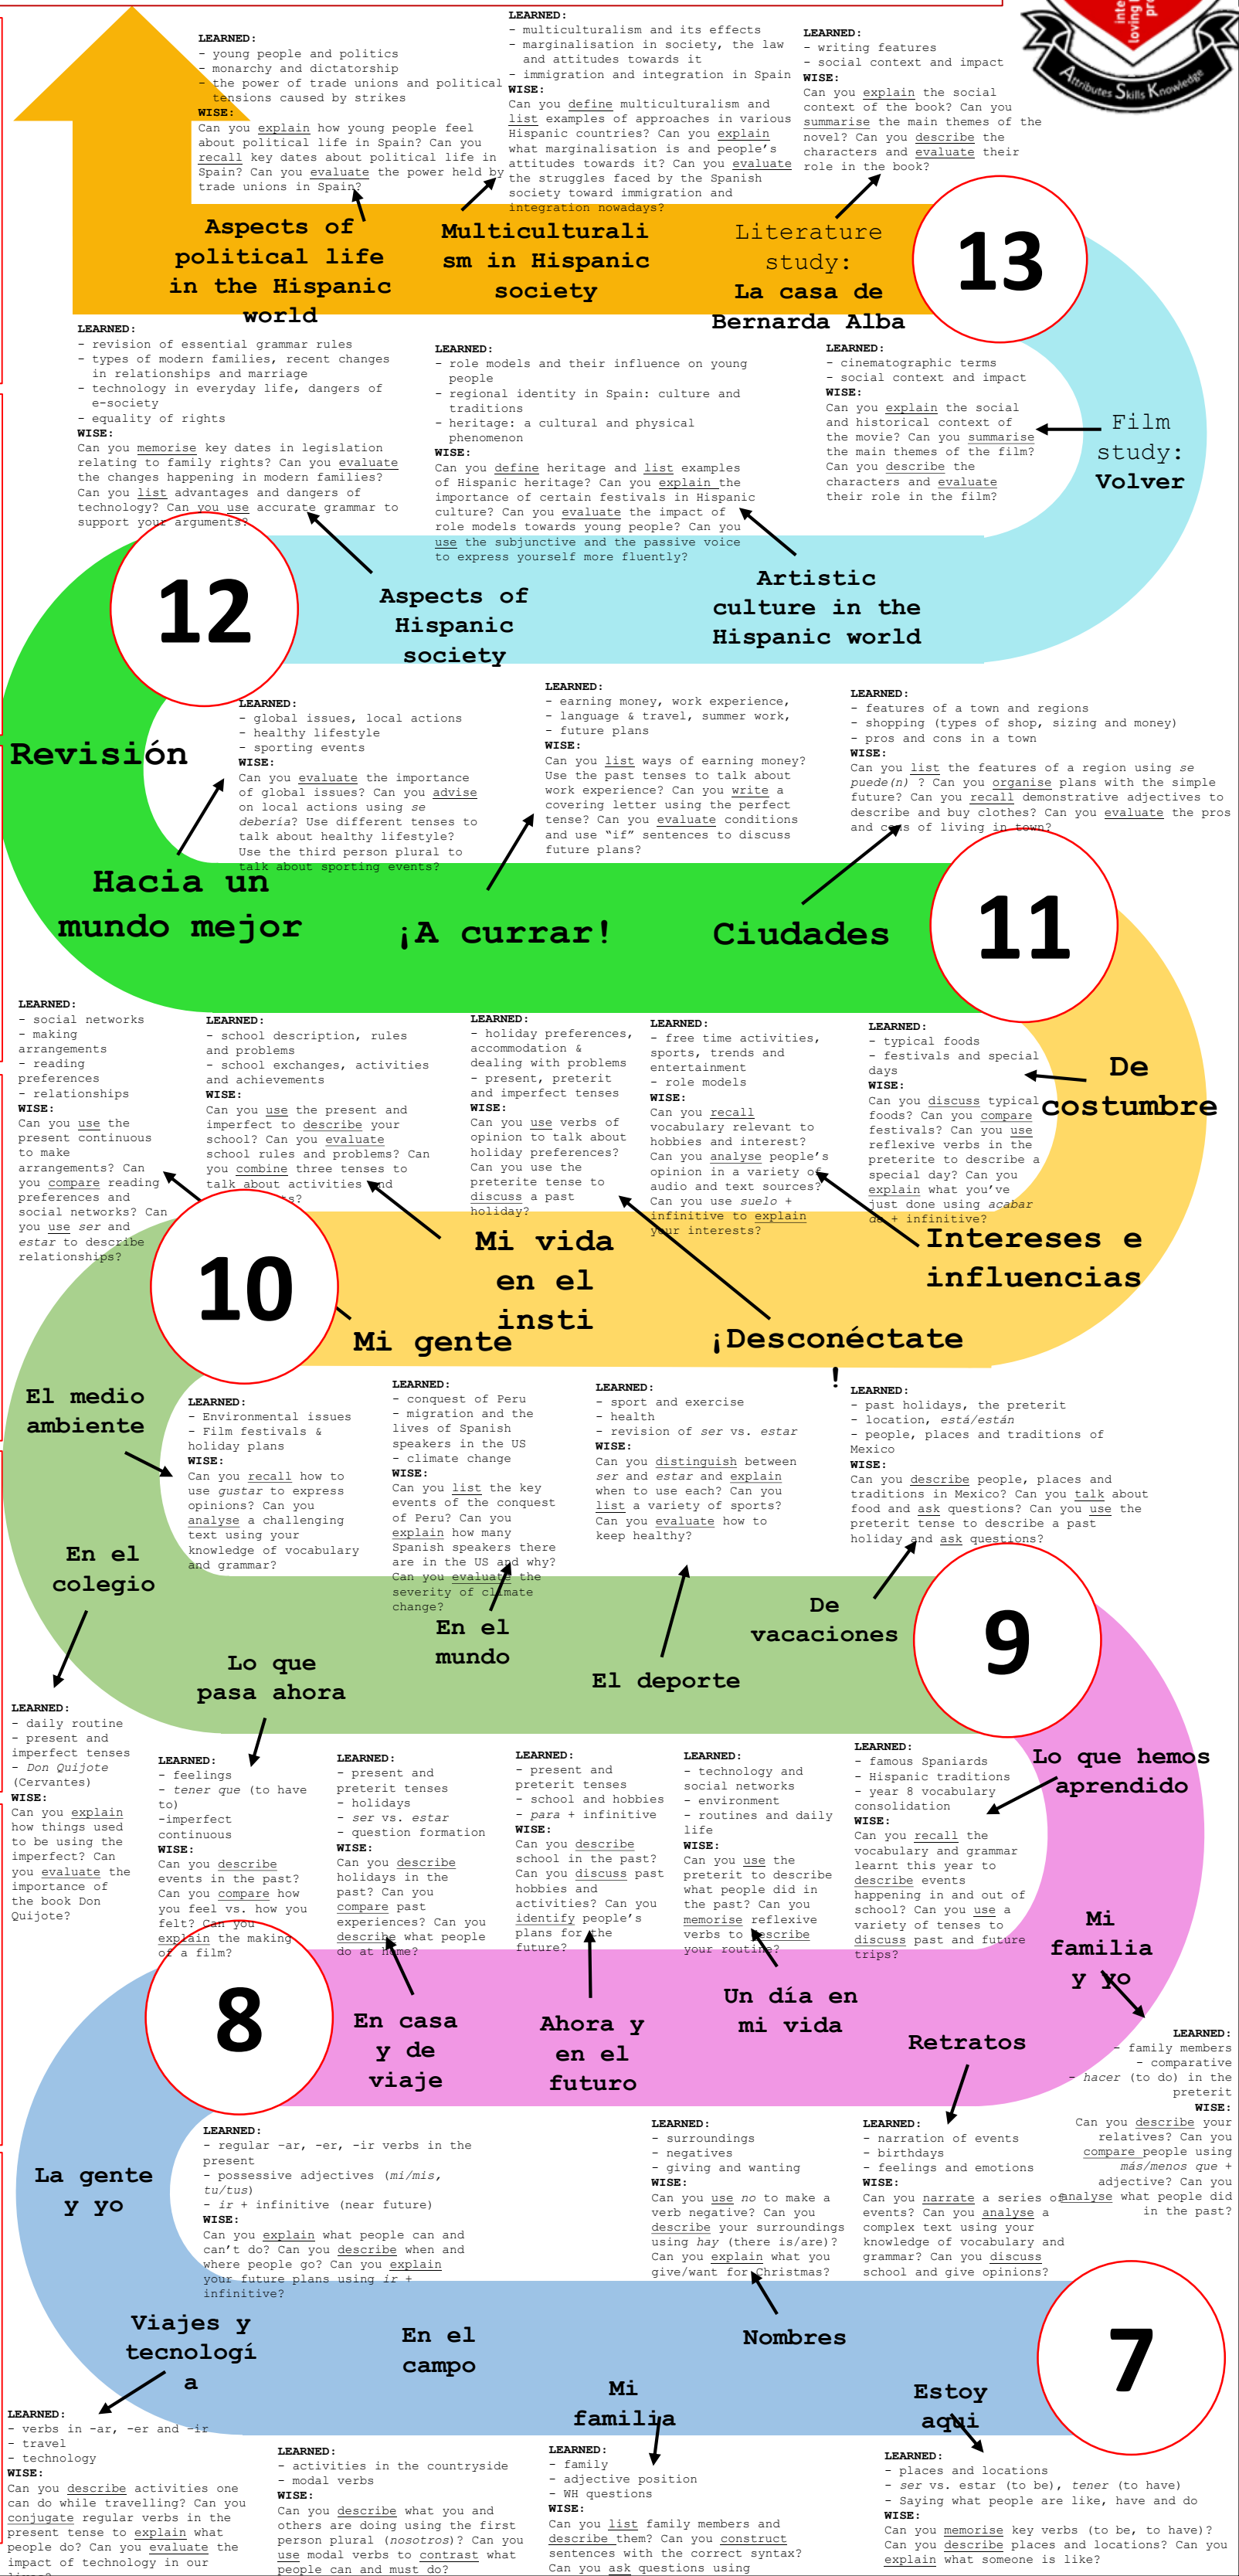 inte
loving l
pro
Attributes Skills Knowledge
LEARNED:
- young people and politics
- monarchy and dictatorship
- the power of trade unions and political
tensions caused by strikes
WISE:
Can you explain how young people feel
about political life in Spain? Can you
recall key dates about political life in
Spain? Can you evaluate the power held by
trade unions in Spain?
LEARNED:
- multiculturalism and its effects
- marginalisation in society, the law
and attitudes towards it
- immigration and integration in Spain
WISE:
Can you define multiculturalism and
list examples of approaches in various
Hispanic countries? Can you explain
what marginalisation is and people's
attitudes towards it? Can you evaluate
the struggles faced by the Spanish
society toward immigration and
integration nowadays?
LEARNED:
- writing features
- social context and impact
WISE:
Can you explain the social
context of the book? Can you
summarise the main themes of the
novel? Can you describe the
characters and evaluate their
role in the book?
Aspects of
political life
in the Hispanic
world
Multiculturali
sm in Hispanic
society
Literature
study:
La casa de
Bernarda Alba
13
LEARNED:
- revision of essential grammar rules
- types of modern families, recent changes
in relationships and marriage
- technology in everyday life, dangers of
e-society
- equality of rights
WISE:
Can you memorise key dates in legislation
relating to family rights? Can you evaluate
the changes happening in modern families?
Can you list advantages and dangers of
technology? Can you use accurate grammar to
support your arguments?
LEARNED:
- role models and their influence on young
people
- regional identity in Spain: culture and
traditions
- heritage: a cultural and physical
phenomenon
WISE:
Can you define heritage and list examples
of Hispanic heritage? Can you explain the
importance of certain festivals in Hispanic
culture? Can you evaluate the impact of
role models towards young people? Can you
use the subjunctive and the passive voice
to express yourself more fluently?
LEARNED:
- cinematographic terms
- social context and impact
WISE:
Can you explain the social
and historical context of
the movie? Can you summarise
the main themes of the film?
Can you describe the
characters and evaluate
their role in the film?
Film
study:
Volver
12
Aspects of
Hispanic
society
Artistic
culture in the
Hispanic world
Revisión
LEARNED:
- global issues, local actions
- healthy lifestyle
- sporting events
WISE:
Can you evaluate the importance
of global issues? Can you advise
on local actions using se
debería? Use different tenses to
talk about healthy lifestyle?
Use the third person plural to
talk about sporting events?
LEARNED:
- earning money, work experience,
- language & travel, summer work,
- future plans
WISE:
Can you list ways of earning money?
Use the past tenses to talk about
work experience? Can you write a
covering letter using the perfect
tense? Can you evaluate conditions
and use "if" sentences to discuss
future plans?
LEARNED:
- features of a town and regions
- shopping (types of shop, sizing and money)
- pros and cons in a town
WISE:
Can you list the features of a region using se
puede(n) ? Can you organise plans with the simple
future? Can you recall demonstrative adjectives to
describe and buy clothes? Can you evaluate the pros
and cons of living in town?
Hacia un
mundo mejor
¡A currar!
Ciudades
11
LEARNED:
- social networks
- making
arrangements
- reading
preferences
- relationships
WISE:
Can you use the
present continuous
to make
arrangements? Can
you compare reading
preferences and
social networks? Can
you use ser and
estar to describe
relationships?
LEARNED:
- school description, rules
and problems
- school exchanges, activities
and achievements
WISE:
Can you use the present and
imperfect to describe your
school? Can you evaluate
school rules and problems? Can
you combine three tenses to
talk about activities and
ts?
LEARNED:
- holiday preferences,
accommodation &
dealing with problems
- present, preterit
and imperfect tenses
WISE:
Can you use verbs of
opinion to talk about
holiday preferences?
Can you use the
preterite tense to
discuss a past
holiday?
LEARNED:
- free time activities,
sports, trends and
entertainment
- role models
WISE:
Can you recall
vocabulary relevant to
hobbies and interest?
Can you analyse people's
opinion in a variety of
audio and text sources?
Can you use suelo +
infinitive to explain
your interests?
LEARNED:
- typical foods
- festivals and special
days
WISE:
Can you discuss typical
foods? Can you compare
festivals? Can you use
reflexive verbs in the
preterite to describe a
special day? Can you
explain what you've
just done using acabar
de + infinitive?
De
costumbre
10
Mi gente
Mi vida
en el
insti
¡Desconéctate
!
Intereses e
influencias
El medio
ambiente
LEARNED:
- Environmental issues
- Film festivals &
holiday plans
WISE:
Can you recall how to
use gustar to express
opinions? Can you
analyse a challenging
text using your
knowledge of vocabulary
and grammar?
LEARNED:
- conquest of Peru
- migration and the
lives of Spanish
speakers in the US
- climate change
WISE:
Can you list the key
events of the conquest
of Peru? Can you
explain how many
Spanish speakers there
are in the US and why?
Can you evaluate the
severity of climate
change?
LEARNED:
- sport and exercise
- health
- revision of ser vs. estar
WISE:
Can you distinguish between
ser and estar and explain
when to use each? Can you
list a variety of sports?
Can you evaluate how to
keep healthy?
LEARNED:
- past holidays, the preterit
- location, está/están
- people, places and traditions of
Mexico
WISE:
Can you describe people, places and
traditions in Mexico? Can you talk about
food and ask questions? Can you use the
preterit tense to describe a past
holiday and ask questions?
En el
colegio
Lo que
pasa ahora
En el
mundo
El deporte
De
vacaciones
9
LEARNED:
- daily routine
- present and
imperfect tenses
- Don Quijote
(Cervantes)
WISE:
Can you explain
how things used
to be using the
imperfect? Can
you evaluate the
importance of
the book Don
Quijote?
LEARNED:
- feelings
- tener que (to have
to)
-imperfect
continuous
WISE:
Can you describe
events in the past?
Can you compare how
you feel vs. how you
felt? Can you
explain the making
of a film?
LEARNED:
- present and
preterit tenses
- holidays
- ser vs. estar
- question formation
WISE:
Can you describe
holidays in the
past? Can you
compare past
experiences? Can you
describe what people
do at home?
LEARNED:
- present and
preterit tenses
- school and hobbies
- para + infinitive
WISE:
Can you describe
school in the past?
Can you discuss past
hobbies and
activities? Can you
identify people's
plans for the
future?
LEARNED:
- technology and
social networks
- environment
- routines and daily
life
WISE:
Can you use the
preterit to describe
what people did in
the past? Can you
memorise reflexive
verbs to describe
your routine?
LEARNED:
- famous Spaniards
- Hispanic traditions
- year 8 vocabulary
consolidation
WISE:
Can you recall the
vocabulary and grammar
learnt this year to
describe events
happening in and out of
school? Can you use a
variety of tenses to
discuss past and future
trips?
Lo que hemos
aprendido
8
En casa
y de
viaje
Ahora y
en el
futuro
Un día en
mi vida
Retratos
Mi
familia
y yo
LEARNED:
- family members
- comparative
- hacer (to do) in the
preterit
WISE:
Can you describe your
relatives? Can you
compare people using
más/menos que +
adjective? Can you
analyse what people did
in the past?
La gente
y yo
LEARNED:
- regular -ar, -er, -ir verbs in the
present
- possessive adjectives (mi/mis,
tu/tus)
- ir + infinitive (near future)
WISE:
Can you explain what people can and
can't do? Can you describe when and
where people go? Can you explain
your future plans using ir +
infinitive?
LEARNED:
- surroundings
- negatives
- giving and wanting
WISE:
Can you use no to make a
verb negative? Can you
describe your surroundings
using hay (there is/are)?
Can you explain what you
give/want for Christmas?
LEARNED:
- narration of events
- birthdays
- feelings and emotions
WISE:
Can you narrate a series of
events? Can you analyse a
complex text using your
knowledge of vocabulary and
grammar? Can you discuss
school and give opinions?
Viajes y
tecnologí
a
En el
campo
Mi
familia
Nombres
Estoy
aquí
7
LEARNED:
- verbs in -ar, -er and -ir
- travel
- technology
WISE:
Can you describe activities one
can do while travelling? Can you
conjugate regular verbs in the
present tense to explain what
people do? Can you evaluate the
impact of technology in our
LEARNED:
- activities in the countryside
- modal verbs
WISE:
Can you describe what you and
others are doing using the first
person plural (nosotros)? Can you
use modal verbs to contrast what
people can and must do?
LEARNED:
- family
- adjective position
- WH questions
WISE:
Can you list family members and
describe them? Can you construct
sentences with the correct syntax?
Can you ask questions using
LEARNED:
- places and locations
- ser vs. estar (to be), tener (to have)
- Saying what people are like, have and do
WISE:
Can you memorise key verbs (to be, to have)?
Can you describe places and locations? Can you
explain what someone is like?